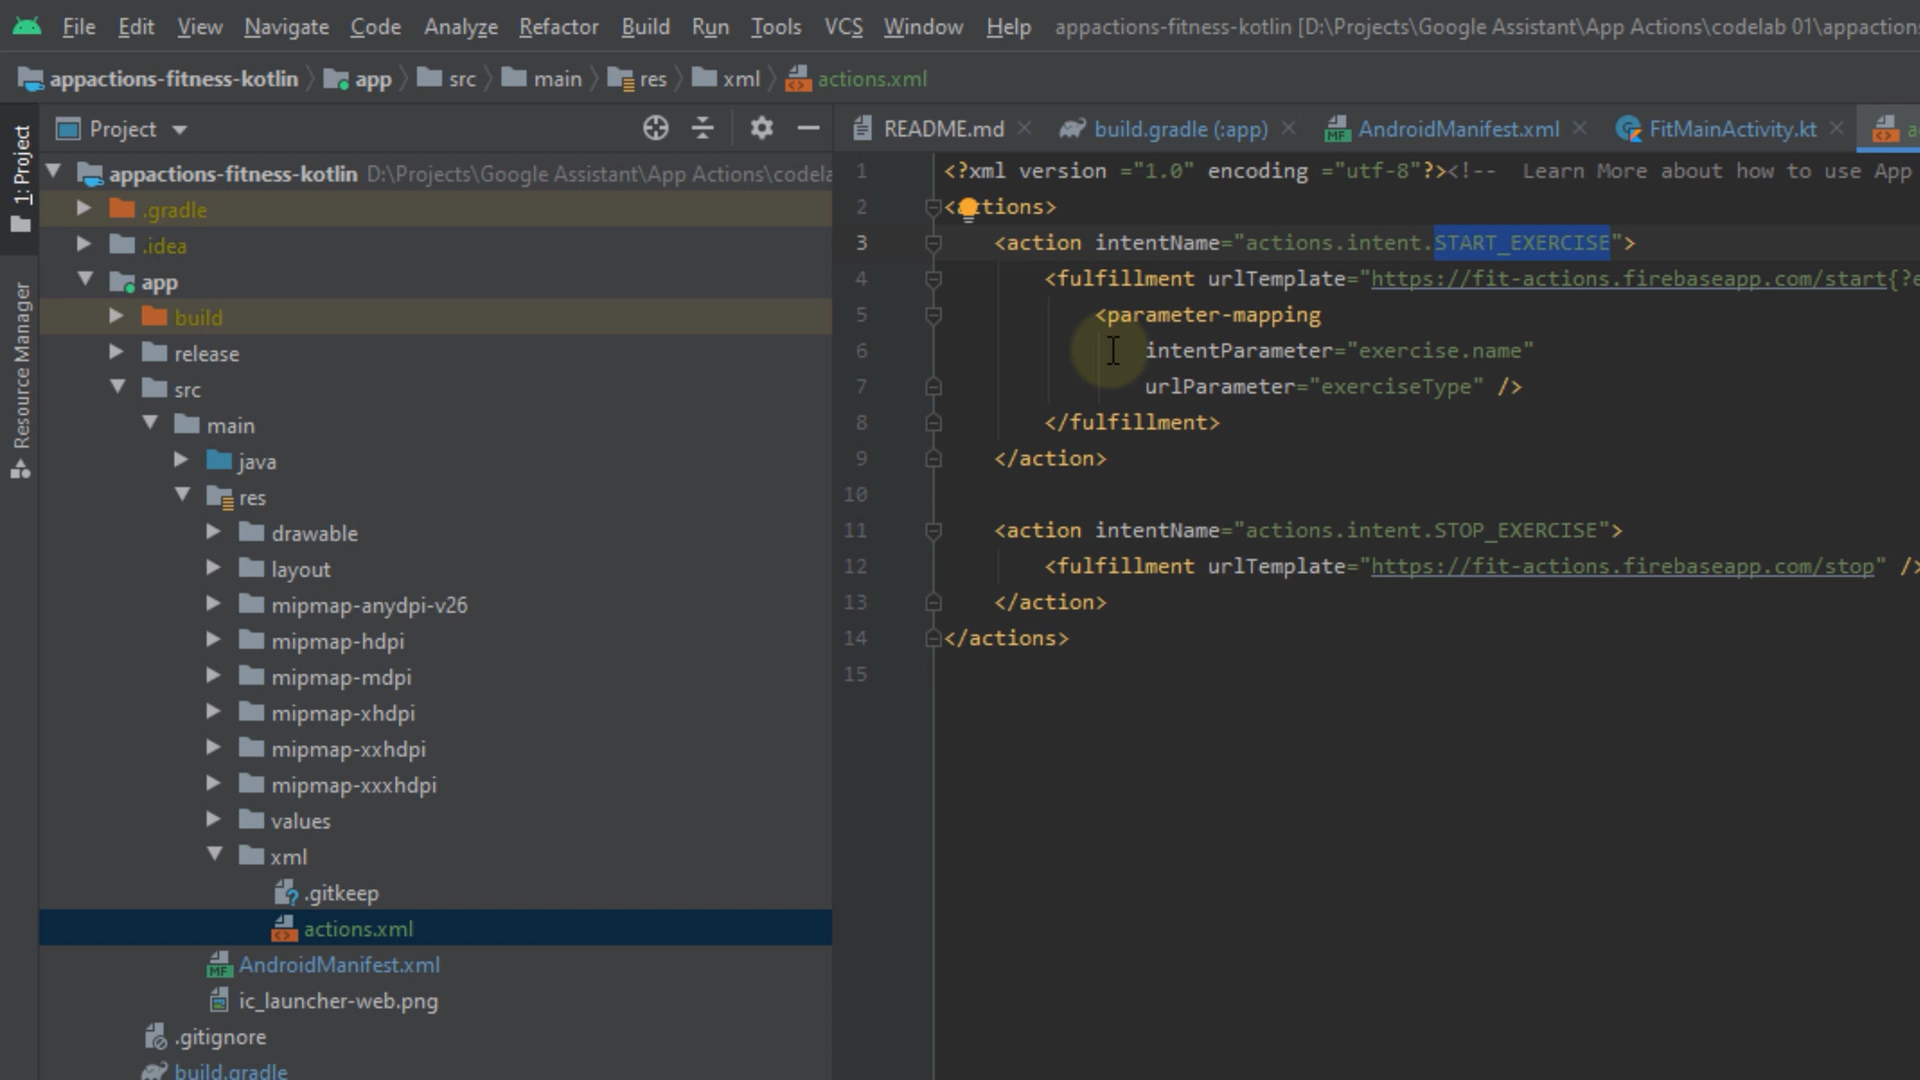 File Edit View Navigate Code Analyze Refactor Build Run Tools VCS Window Help appactions-fitness-kotlin [D:\Projects\Google Assistant\App Actions\codelab 01\appactions
appactions-fitness-kotlin app src main res xml actions.xml
1: Project
Resource Manager
Project
README.md build.gradle (:app) AndroidManifest.xml FitMainActivity.kt
appactions-fitness-kotlin D:\Projects\Google Assistant\App Actions\codela
.gradle
.idea
app
build
release
src
main
java
res
drawable
layout
mipmap-anydpi-v26
mipmap-hdpi
mipmap-mdpi
mipmap-xhdpi
mipmap-xxhdpi
mipmap-xxxhdpi
values
xml
.gitkeep
actions.xml
AndroidManifest.xml
ic_launcher-web.png
.gitignore
build.gradle
1 <?xml version ="1.0" encoding ="utf-8"?><!-- Learn More about how to use App
2 <actions>
3 <action intentName="actions.intent.START_EXERCISE">
4 <fulfillment urlTemplate="https://fit-actions.firebaseapp.com/start{?e
5 <parameter-mapping
6 intentParameter="exercise.name"
7 urlParameter="exerciseType" />
8 </fulfillment>
9 </action>
10
11 <action intentName="actions.intent.STOP_EXERCISE">
12 <fulfillment urlTemplate="https://fit-actions.firebaseapp.com/stop" />
13 </action>
14 </actions>
15